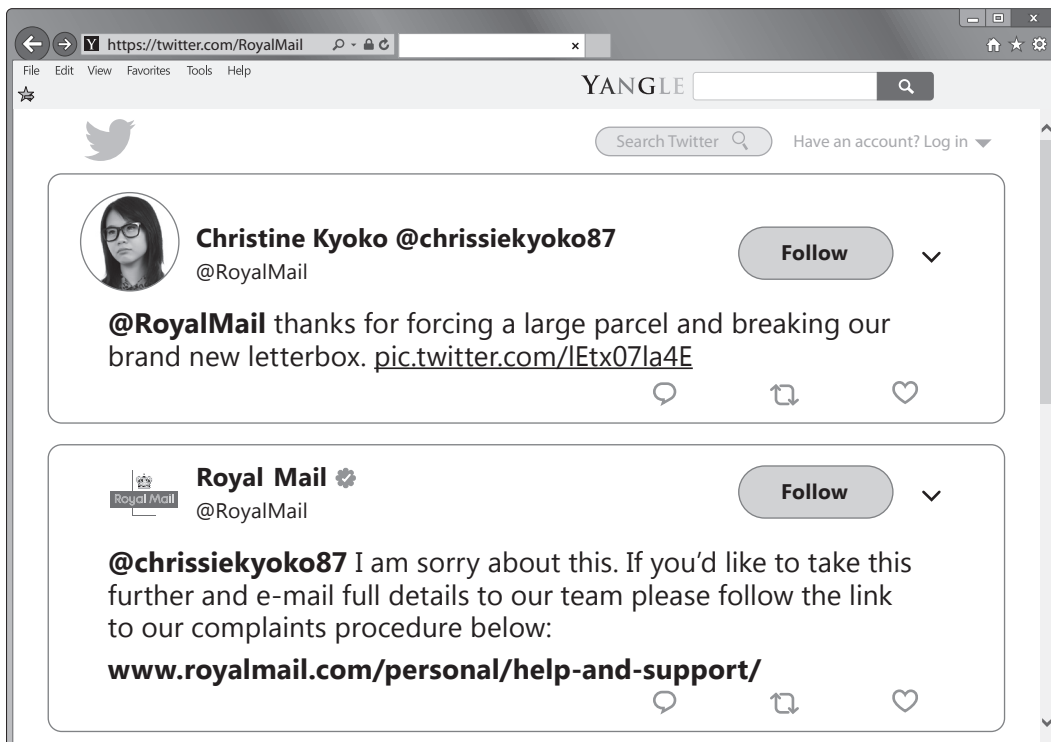 Y https://twitter.com/RoyalMail
File Edit View Favorites Tools Help
YANGLE
Search Twitter
Have an account? Log in
Christine Kyoko @chrissiekyoko87
@RoyalMail
Follow
@RoyalMail thanks for forcing a large parcel and breaking our
brand new letterbox. pic.twitter.com/lEtx07la4E
Royal Mail
Royal Mail
@RoyalMail
Follow
@chrissiekyoko87 I am sorry about this. If you’d like to take this
further and e-mail full details to our team please follow the link
to our complaints procedure below:
www.royalmail.com/personal/help-and-support/